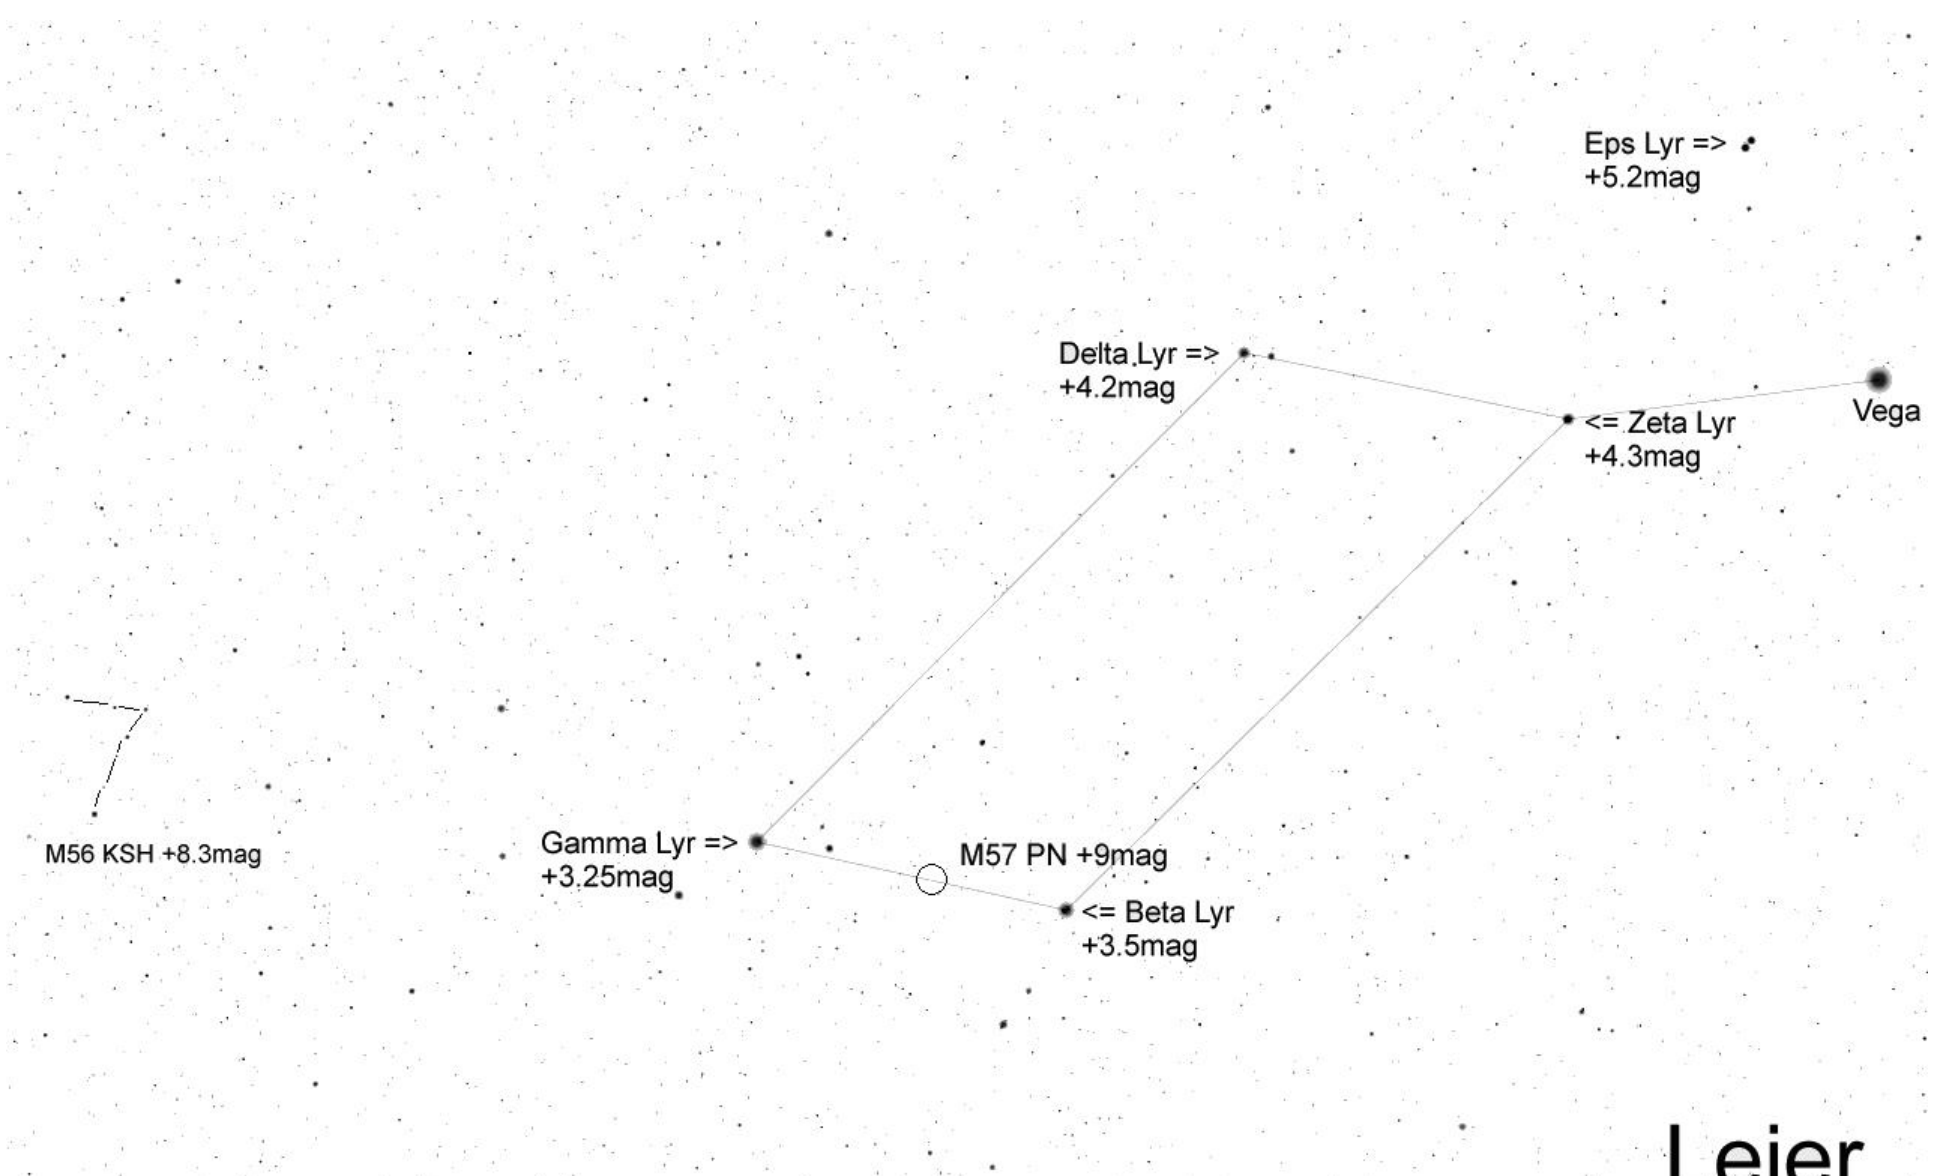 Eps Lyr =>
+5.2mag
Delta Lyr =>
+4.2mag
Vega
<= Zeta Lyr
+4.3mag
Gamma Lyr =>
+3.25mag
M57 PN +9mag
M56 KSH +8.3mag
<= Beta Lyr
+3.5mag
Leier